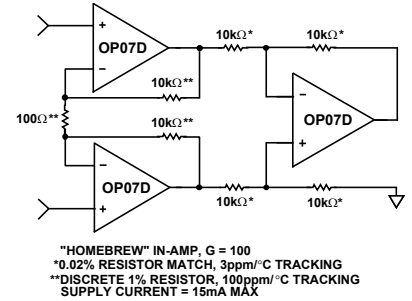 +
OP07D
−
10kΩ*
10kΩ*
10kΩ**
100Ω**
10kΩ**
−
OP07D
+
−
OP07D
+
10kΩ*
10kΩ*
"HOMEBREW" IN-AMP, G = 100
*0.02% RESISTOR MATCH, 3ppm/°C TRACKING
**DISCRETE 1% RESISTOR, 100ppm/°C TRACKING
SUPPLY CURRENT = 15mA MAX